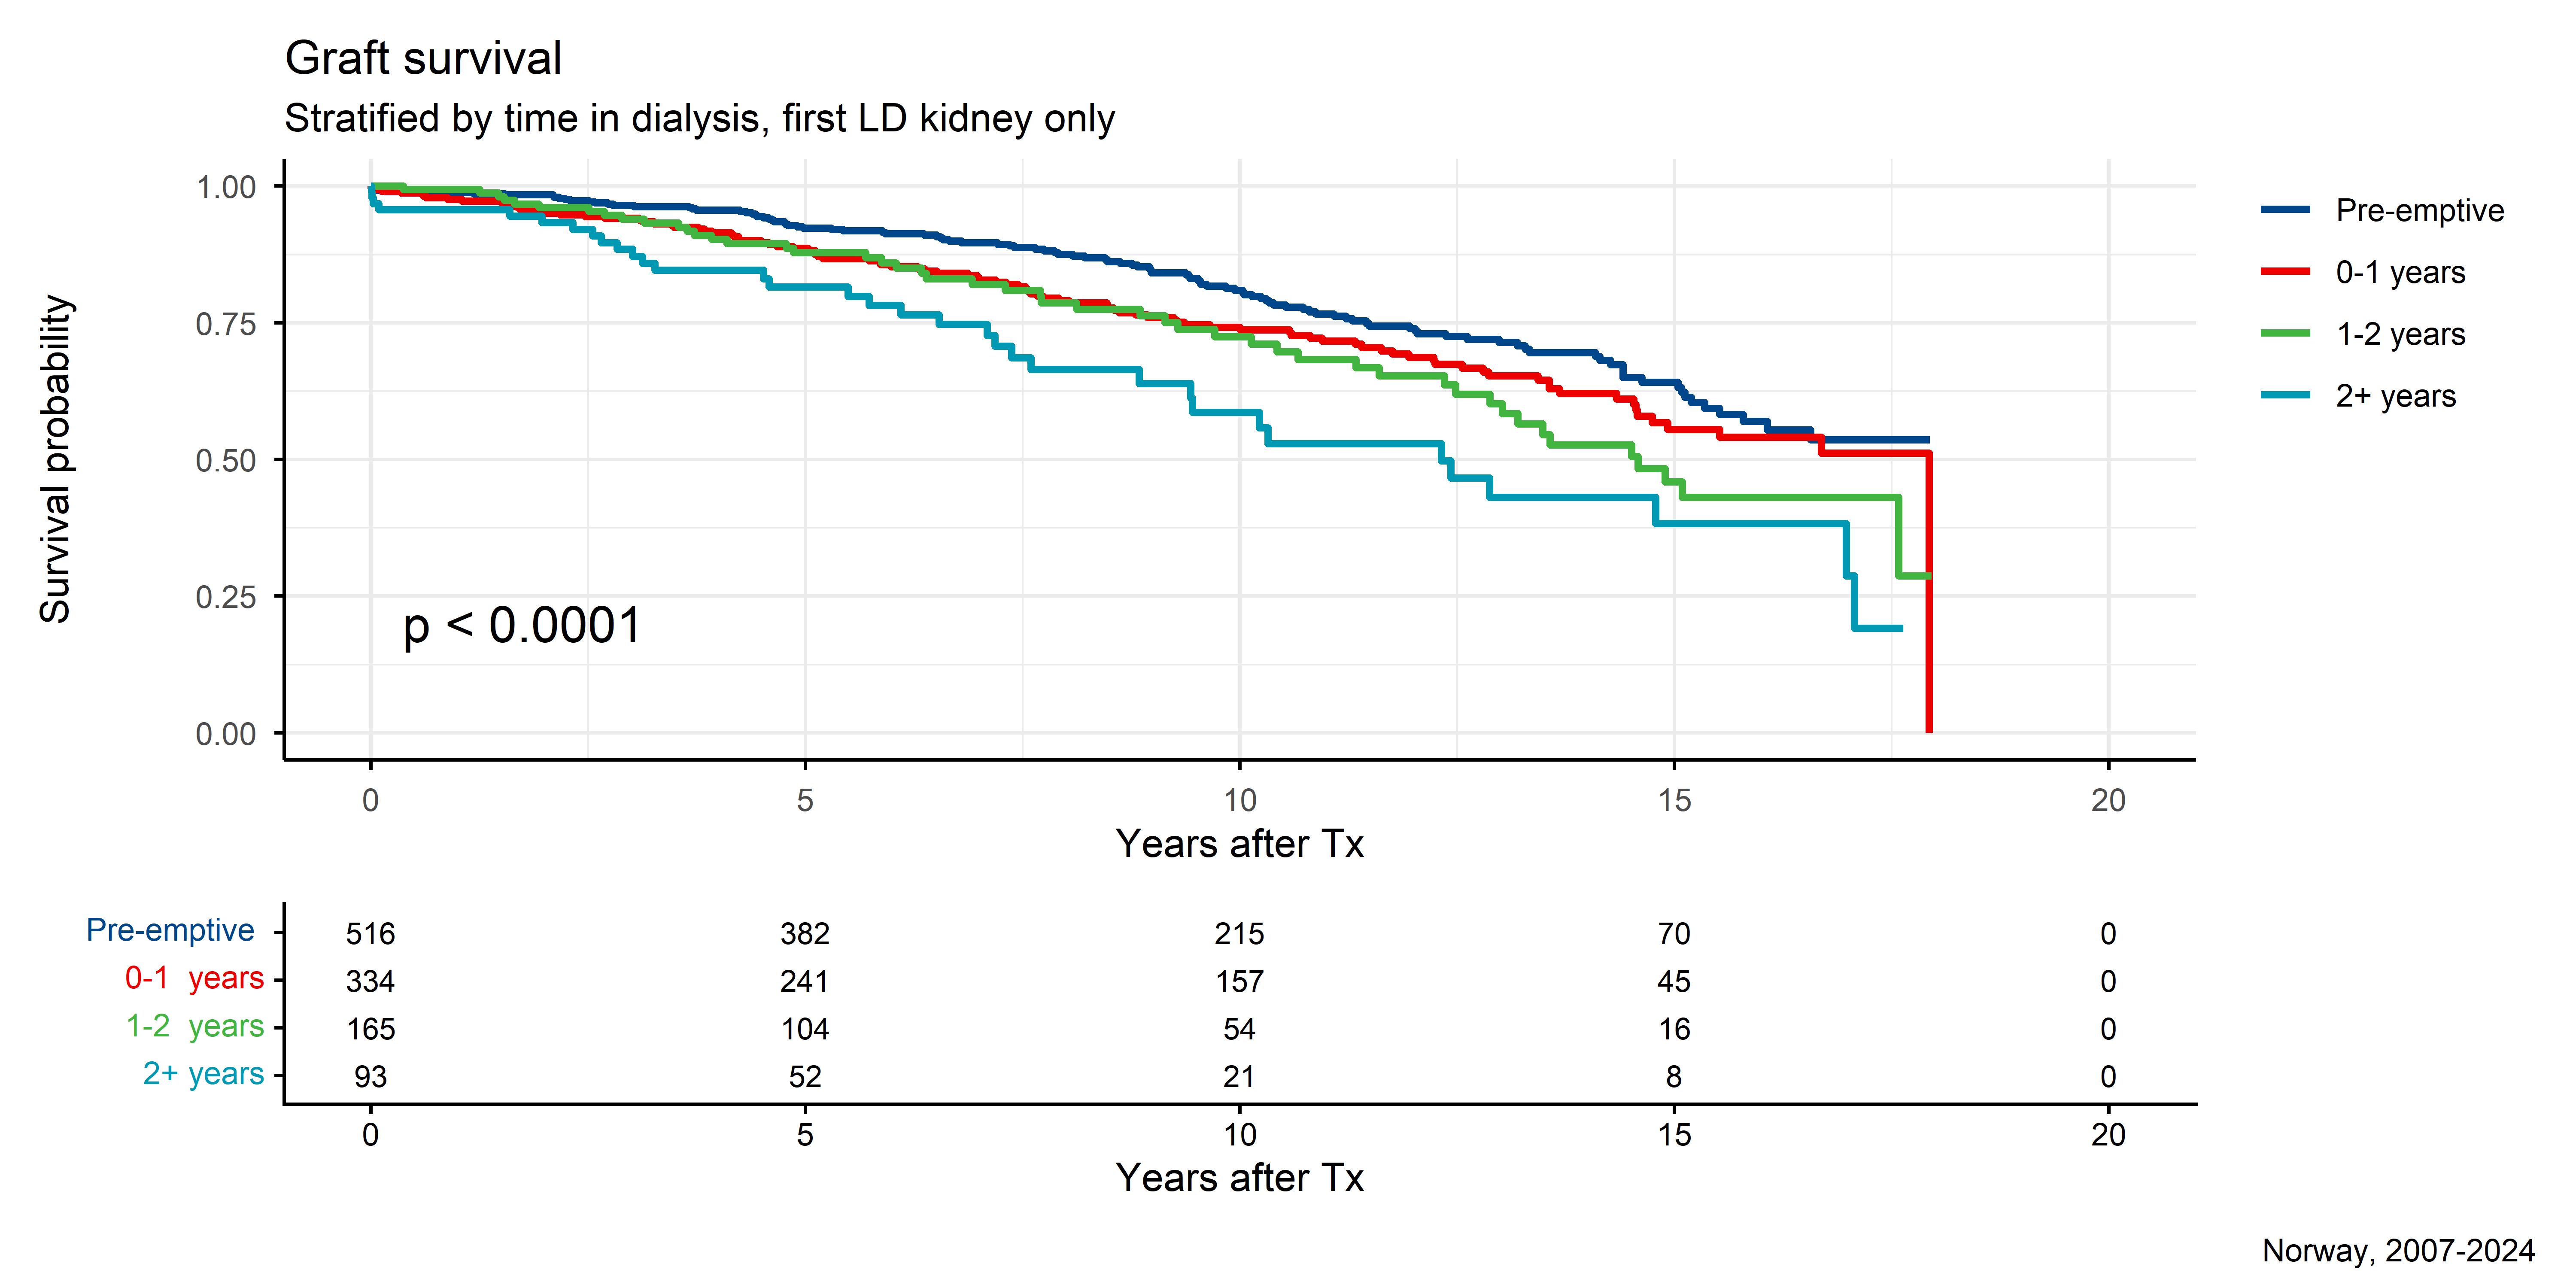 Graft survival
Stratified by time in dialysis, first LD kidney only
Survival probability
1.00
0.75
0.50
0.25
0.00
p < 0.0001
Pre-emptive
0-1 years
1-2 years
2+ years
0 5 10 15 20
Years after Tx
Pre-emptive 516 382 215 70 0
0-1 years 334 241 157 45 0
1-2 years 165 104 54 16 0
2+ years 93 52 21 8 0
0 5 10 15 20
Years after Tx
Norway, 2007-2024